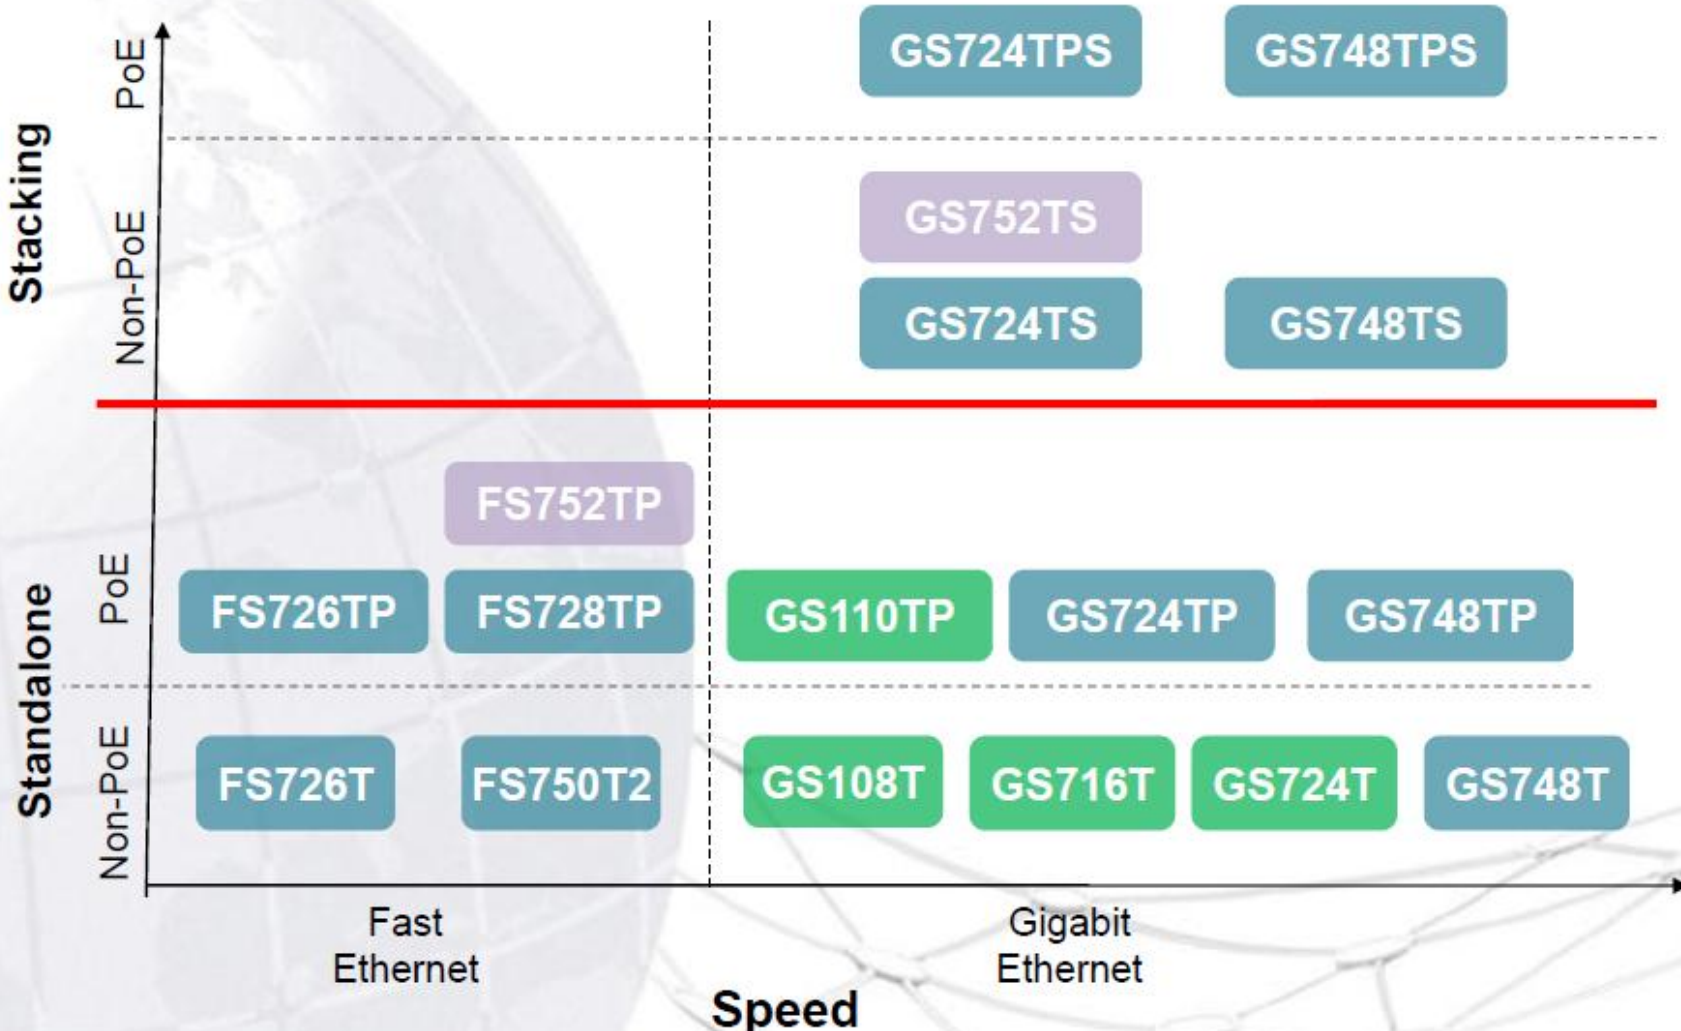 Stacking
PoE
GS724TPS
GS748TPS
Non-PoE
GS752TS
GS724TS
GS748TS
Standalone
PoE
FS752TP
FS726TP
FS728TP
GS110TP
GS724TP
GS748TP
Non-PoE
FS726T
FS750T2
GS108T
GS716T
GS724T
GS748T
Fast
Ethernet
Gigabit
Ethernet
Speed